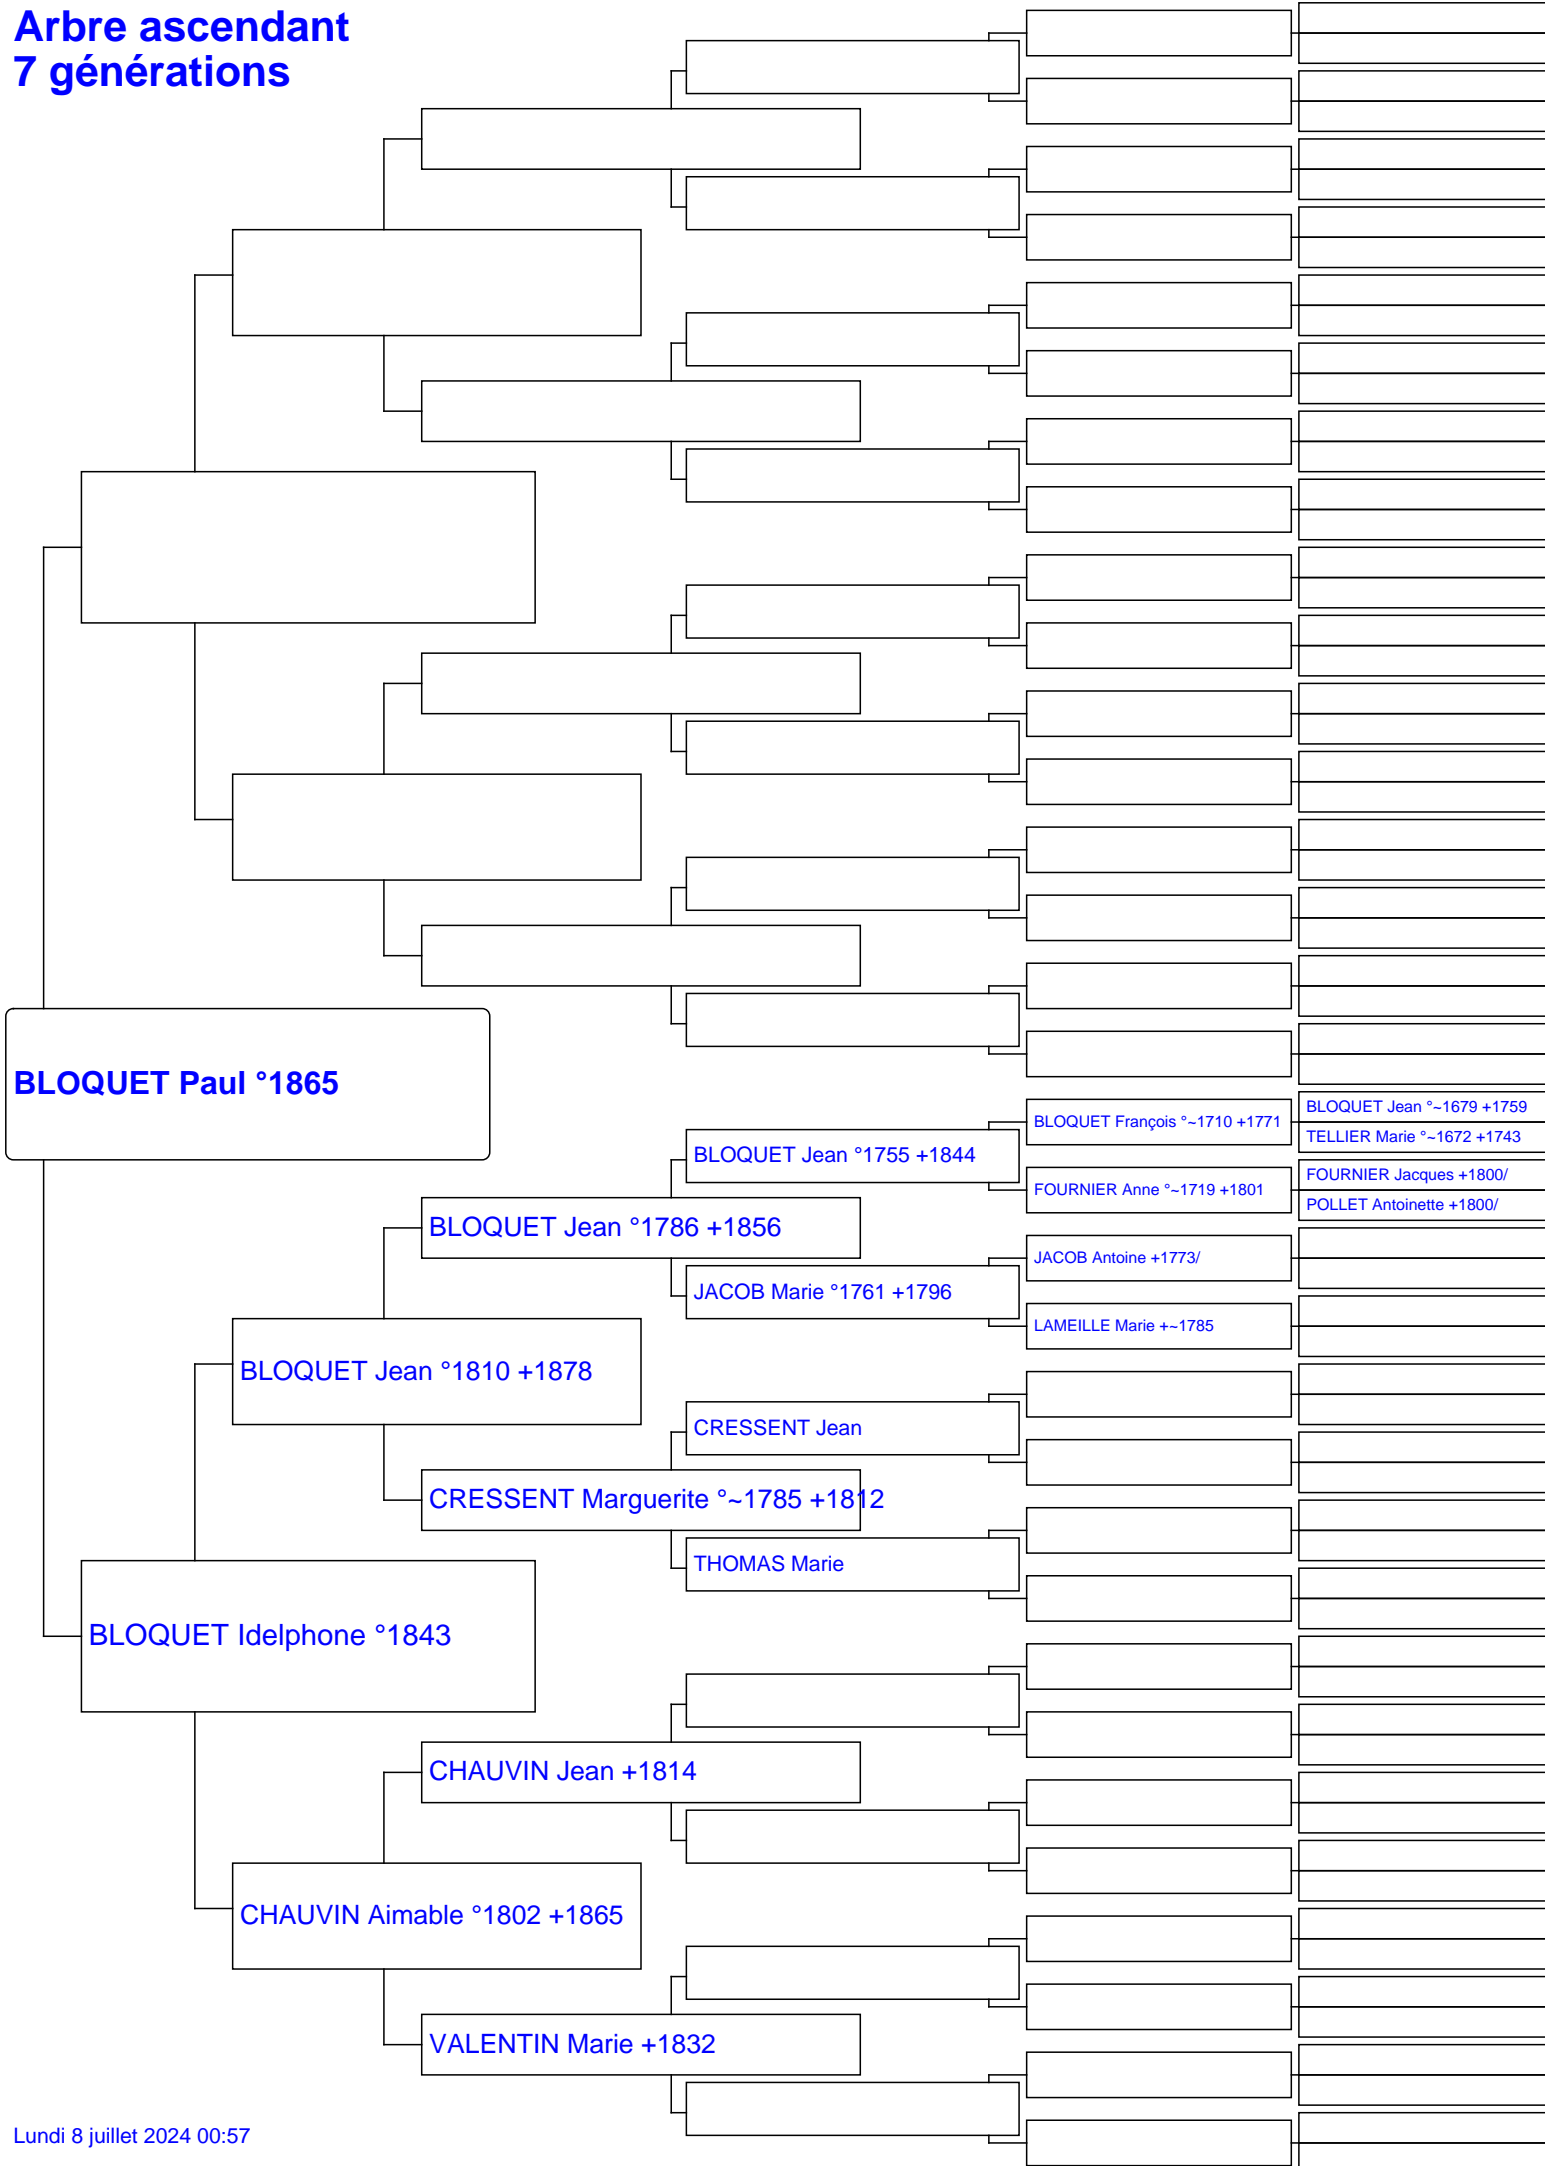 Arbre ascendant
7 générations
BLOQUET Paul °1865
BLOQUET Idelphone °1843
BLOQUET Jean °1810 +1878
CHAUVIN Aimable °1802 +1865
BLOQUET Jean °1786 +1856
CRESSENT Marguerite °~1785 +1812
CHAUVIN Jean +1814
VALENTIN Marie +1832
BLOQUET Jean °1755 +1844
JACOB Marie °1761 +1796
CRESSENT Jean
THOMAS Marie
BLOQUET François °~1710 +1771
FOURNIER Anne °~1719 +1801
JACOB Antoine +1773/
LAMEILLE Marie +~1785
BLOQUET Jean °~1679 +1759
TELLIER Marie °~1672 +1743
FOURNIER Jacques +1800/
POLLET Antoinette +1800/
Lundi 8 juillet 2024 00:57